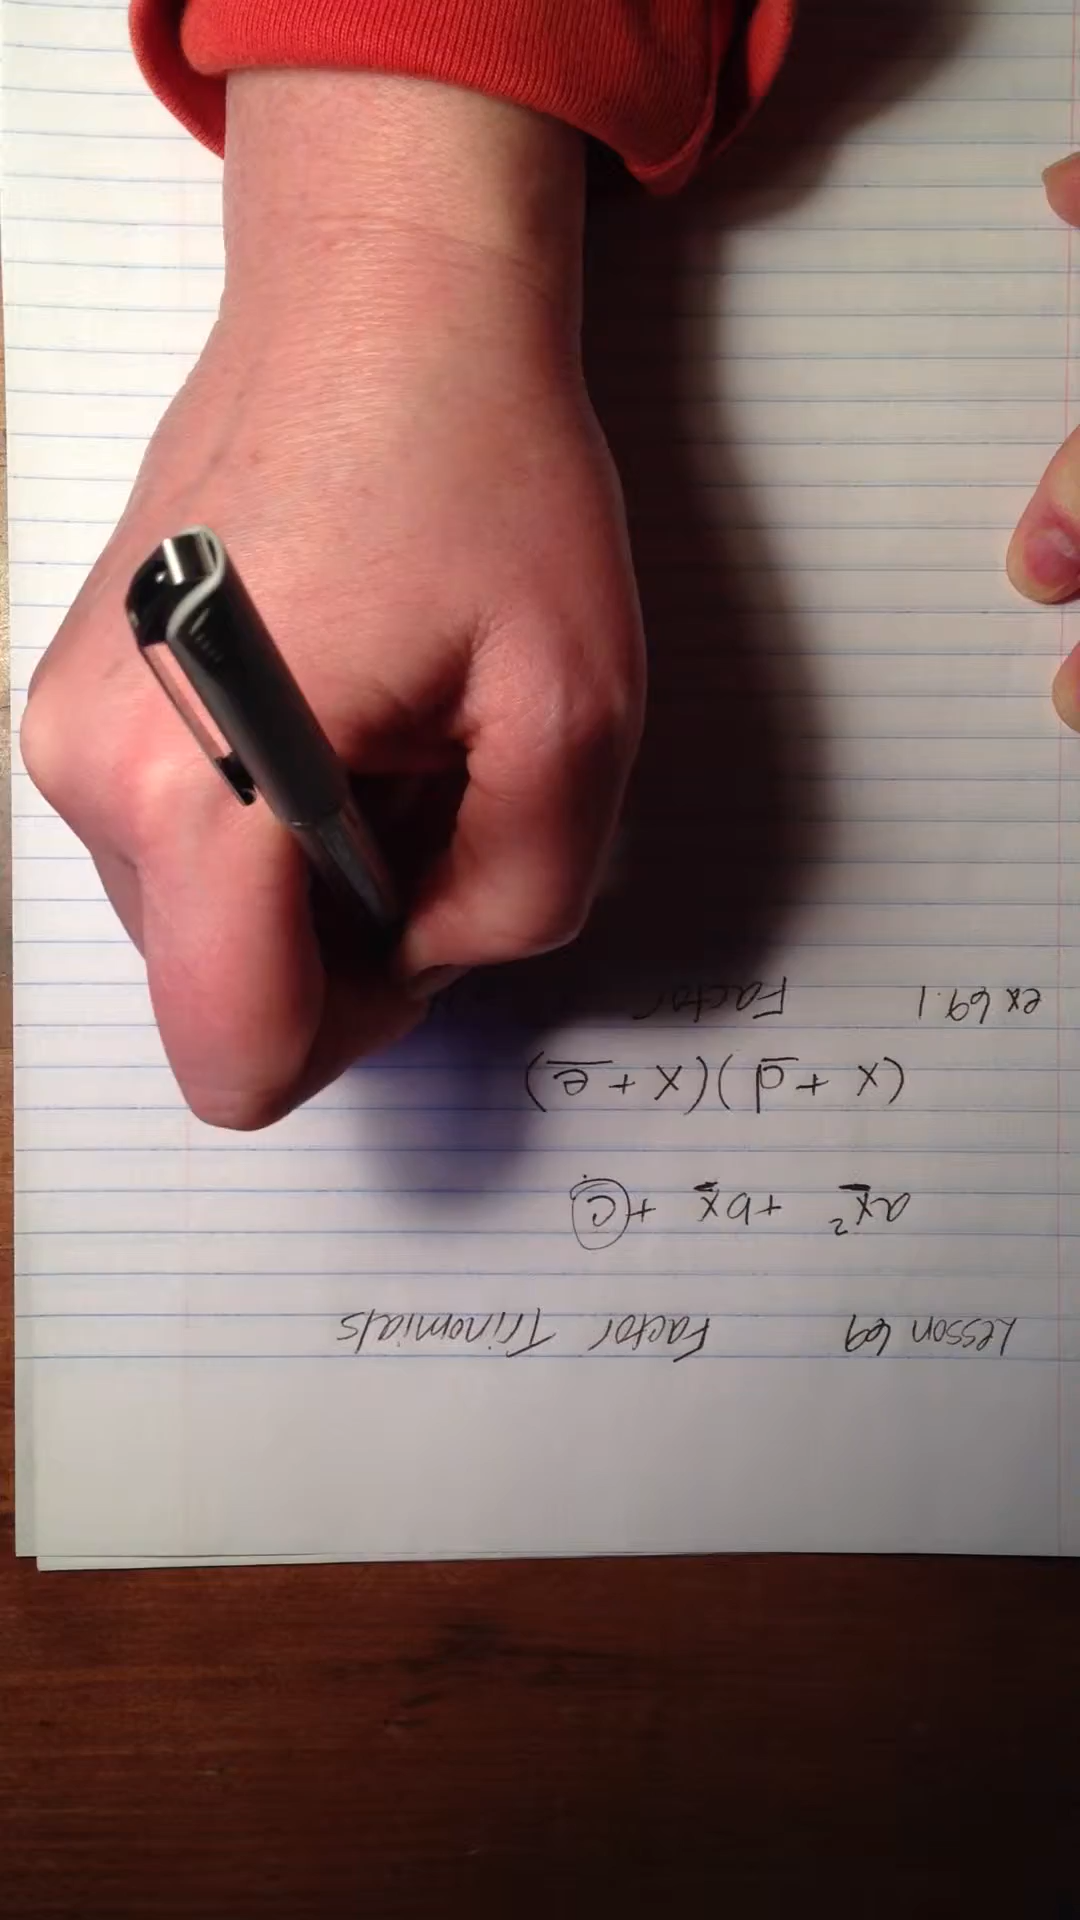 Lesson 69 Factor Trinomials
ax² + bx + c
(x + d)(x + e)
ex 69.1 Factor